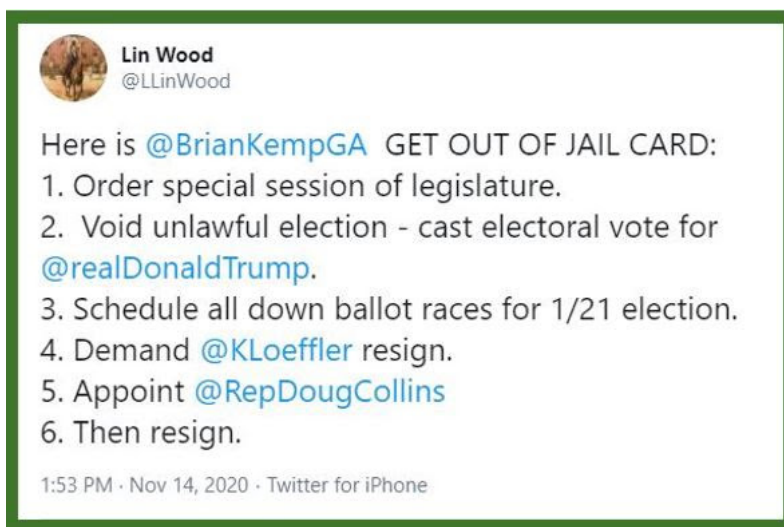 Lin Wood
@LLinWood
Here is @BrianKempGA  GET OUT OF JAIL CARD:
1. Order special session of legislature.
2.  Void unlawful election - cast electoral vote for
@realDonaldTrump.
3. Schedule all down ballot races for 1/21 election.
4. Demand @KLoeffler resign.
5. Appoint @RepDougCollins
6. Then resign.
1:53 PM · Nov 14, 2020 · Twitter for iPhone